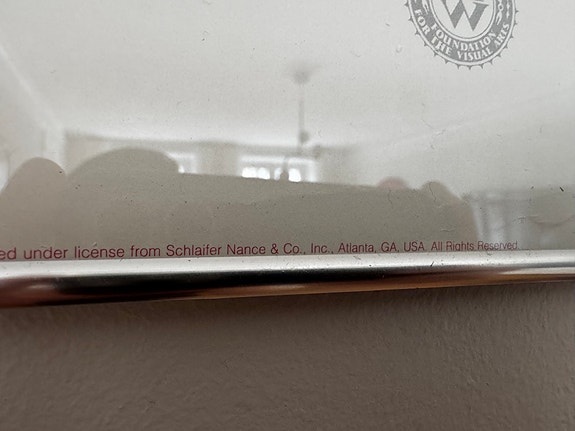 W
FOUNDATION
FOR THE VISUAL ARTS
ed under license from Schlaifer Nance & Co., Inc., Atlanta, GA, USA. All Rights Reserved.